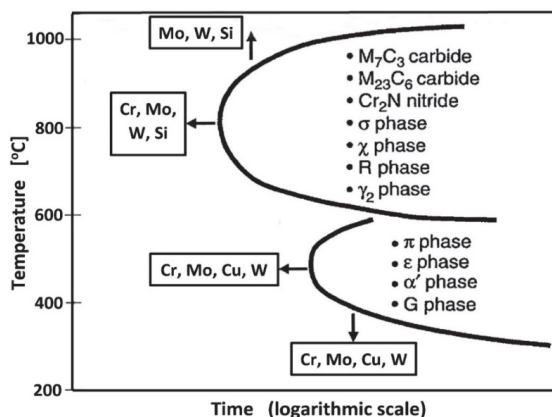 Mo, W, Si
1000
• M₇C₃ carbide
• M₂₃C₆ carbide
• Cr₂N nitride
• σ phase
• χ phase
• R phase
• γ₂ phase
Cr, Mo,
W, Si
800
Temperature [°C]
600
• π phase
• ε phase
• α′ phase
• G phase
Cr, Mo, Cu, W
400
Cr, Mo, Cu, W
200
Time (logarithmic scale)